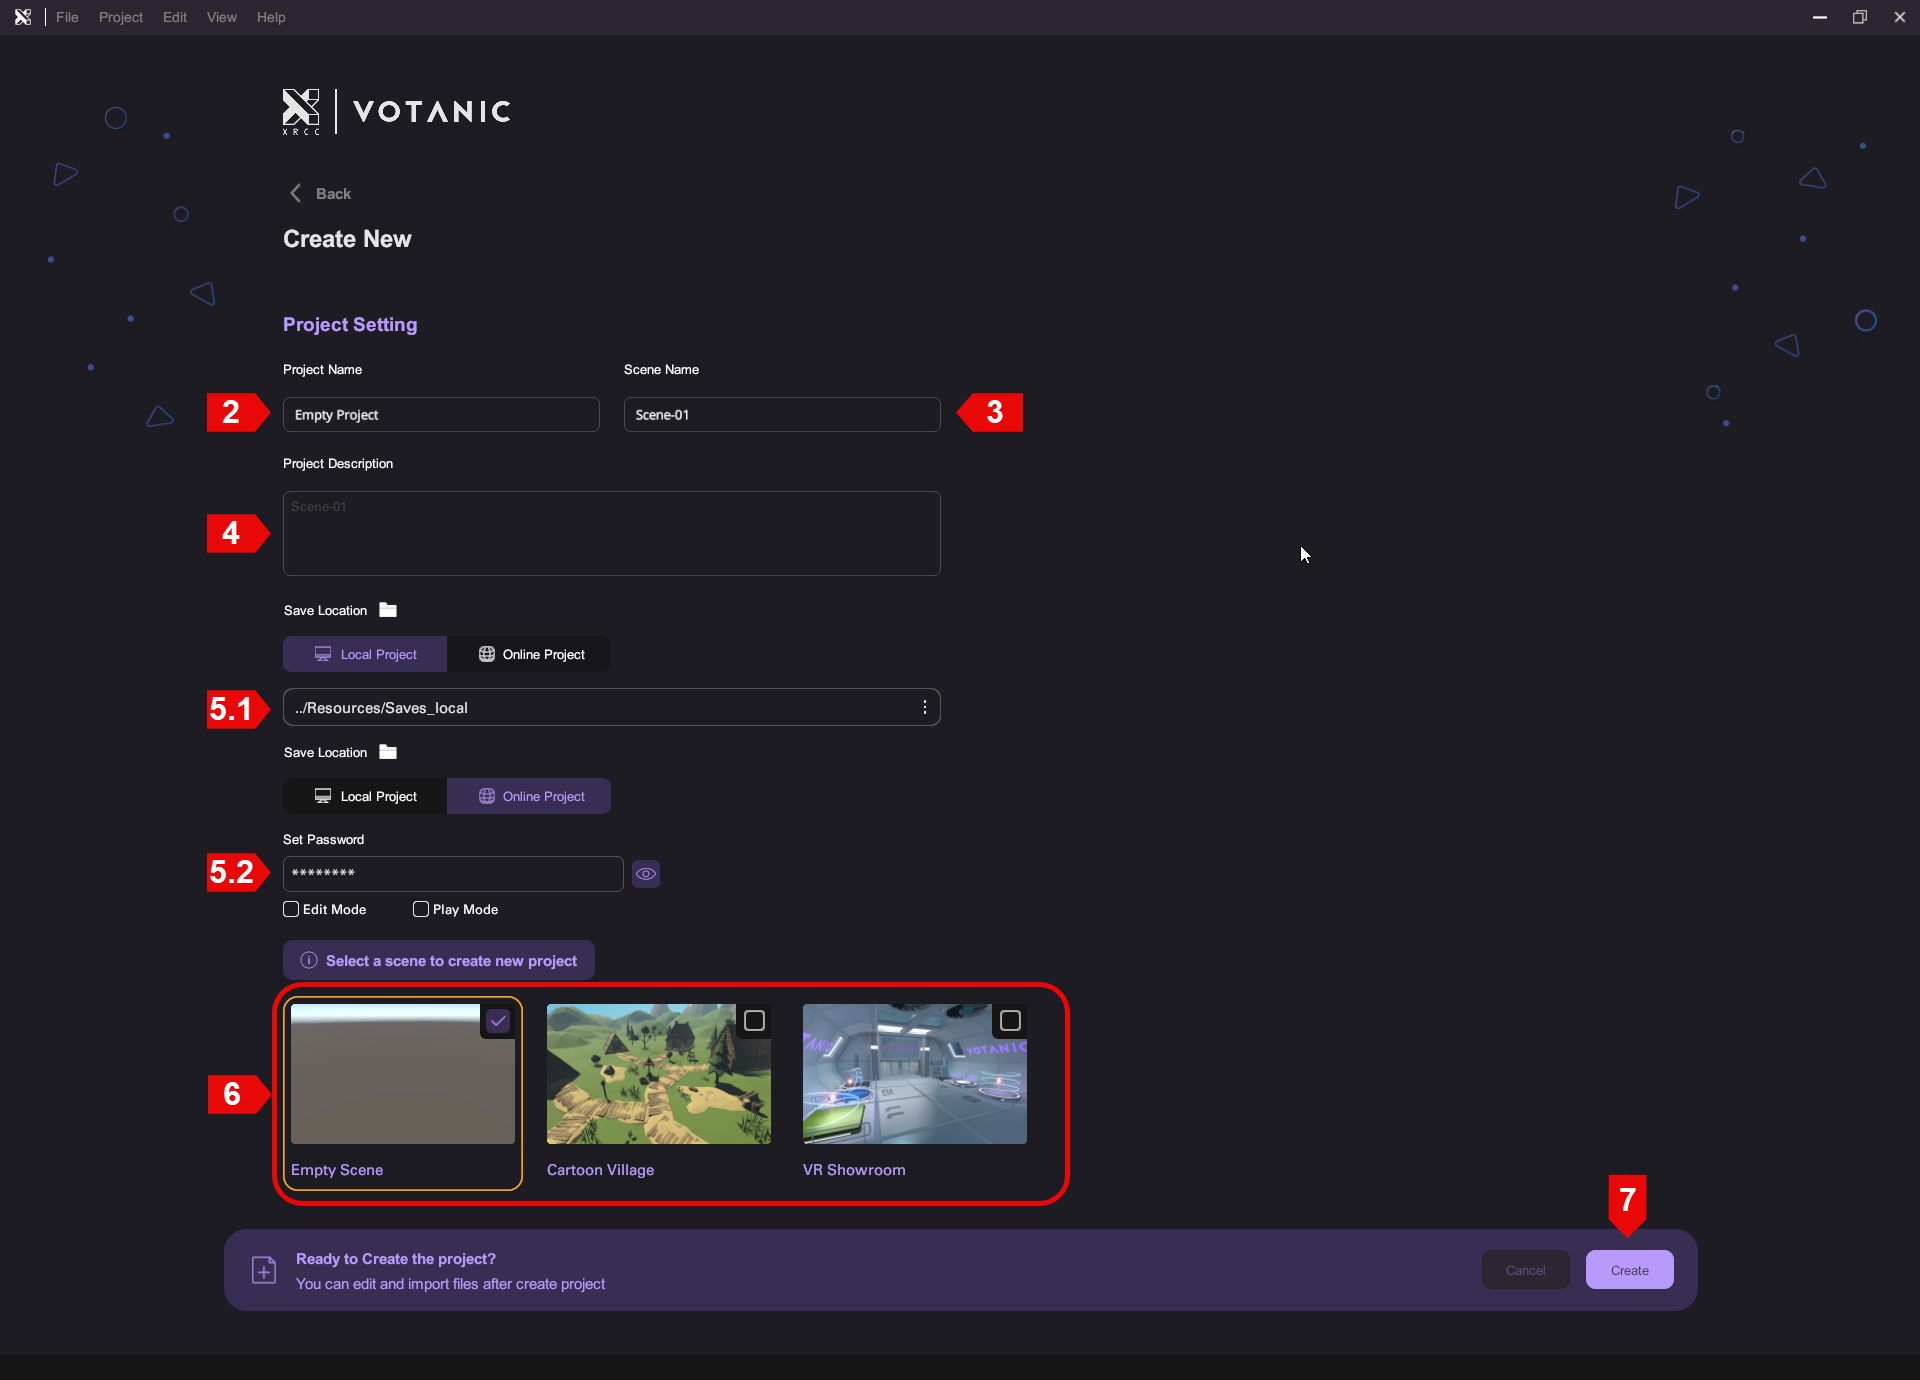 File Project Edit View Help
XRCC VOTANIC
Back
Create New
Project Setting
Project Name Scene Name
2 Empty Project Scene-01 3
Project Description
4 Scene-01
Save Location
Local Project Online Project
5.1 ../Resources/Saves_local
Save Location
Local Project Online Project
Set Password
5.2 ********
Edit Mode Play Mode
Select a scene to create new project
VOTANIC
6
Empty Scene Cartoon Village VR Showroom
7
Ready to Create the project?
You can edit and import files after create project
Cancel Create